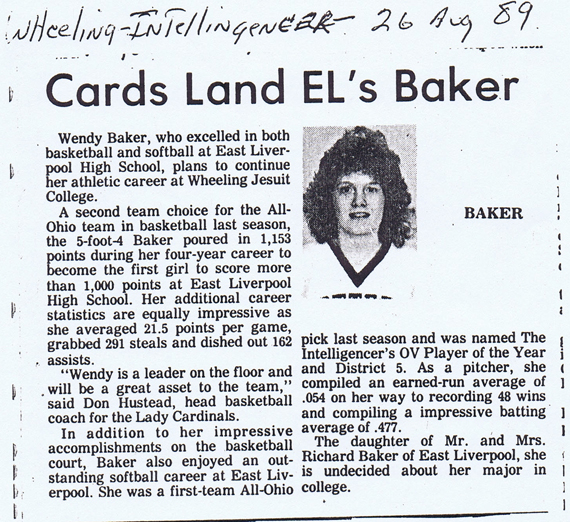 Wheeling-Intelligencer 26 Aug 89.
Cards Land EL's Baker
Wendy Baker, who excelled in both
basketball and softball at East Liver-
pool High School, plans to continue
her athletic career at Wheeling Jesuit
College.
A second team choice for the All-
Ohio team in basketball last season,
the 5-foot-4 Baker poured in 1,153
points during her four-year career to
become the first girl to score more
than 1,000 points at East Liverpool
High School. Her additional career
statistics are equally impressive as
she averaged 21.5 points per game,
grabbed 291 steals and dished out 162
assists.
"Wendy is a leader on the floor and
will be a great asset to the team,"
said Don Hustead, head basketball
coach for the Lady Cardinals.
In addition to her impressive
accomplishments on the basketball
court, Baker also enjoyed an out-
standing softball career at East Liv-
erpool. She was a first-team All-Ohio
BAKER
pick last season and was named The
Intelligencer's OV Player of the Year
and District 5. As a pitcher, she
compiled an earned-run average of
.054 on her way to recording 48 wins
and compiling a impressive batting
average of .477.
The daughter of Mr. and Mrs.
Richard Baker of East Liverpool, she
is undecided about her major in
college.